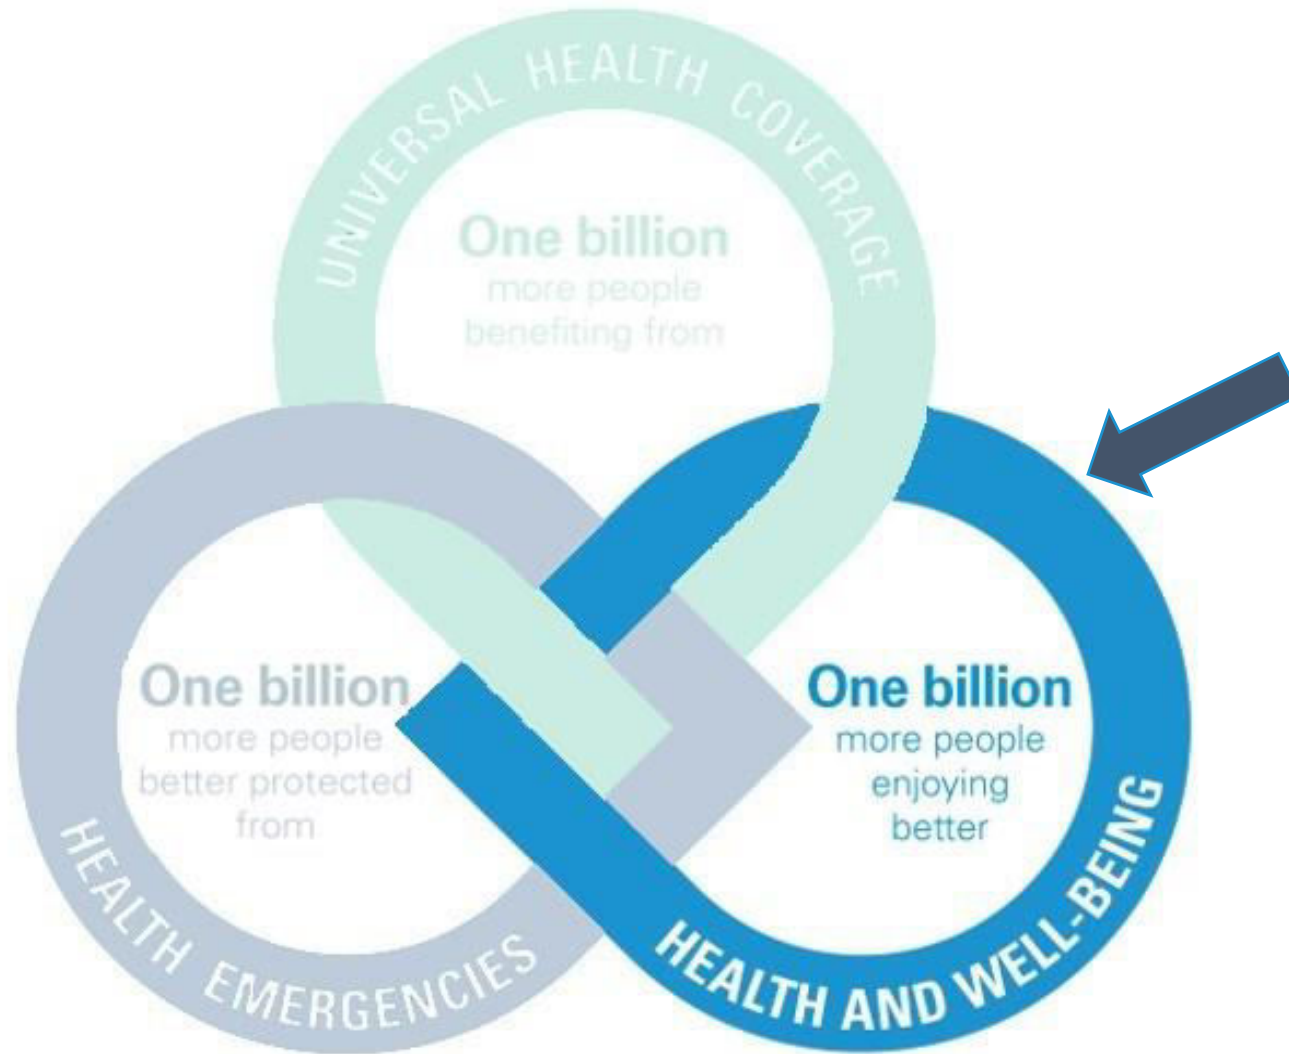 UNIVERSAL HEALTH COVERAGE
One billion
more people
benefiting from
One billion
more people
better protected
from
HEALTH EMERGENCIES
One billion
more people
enjoying
better
HEALTH AND WELL-BEING